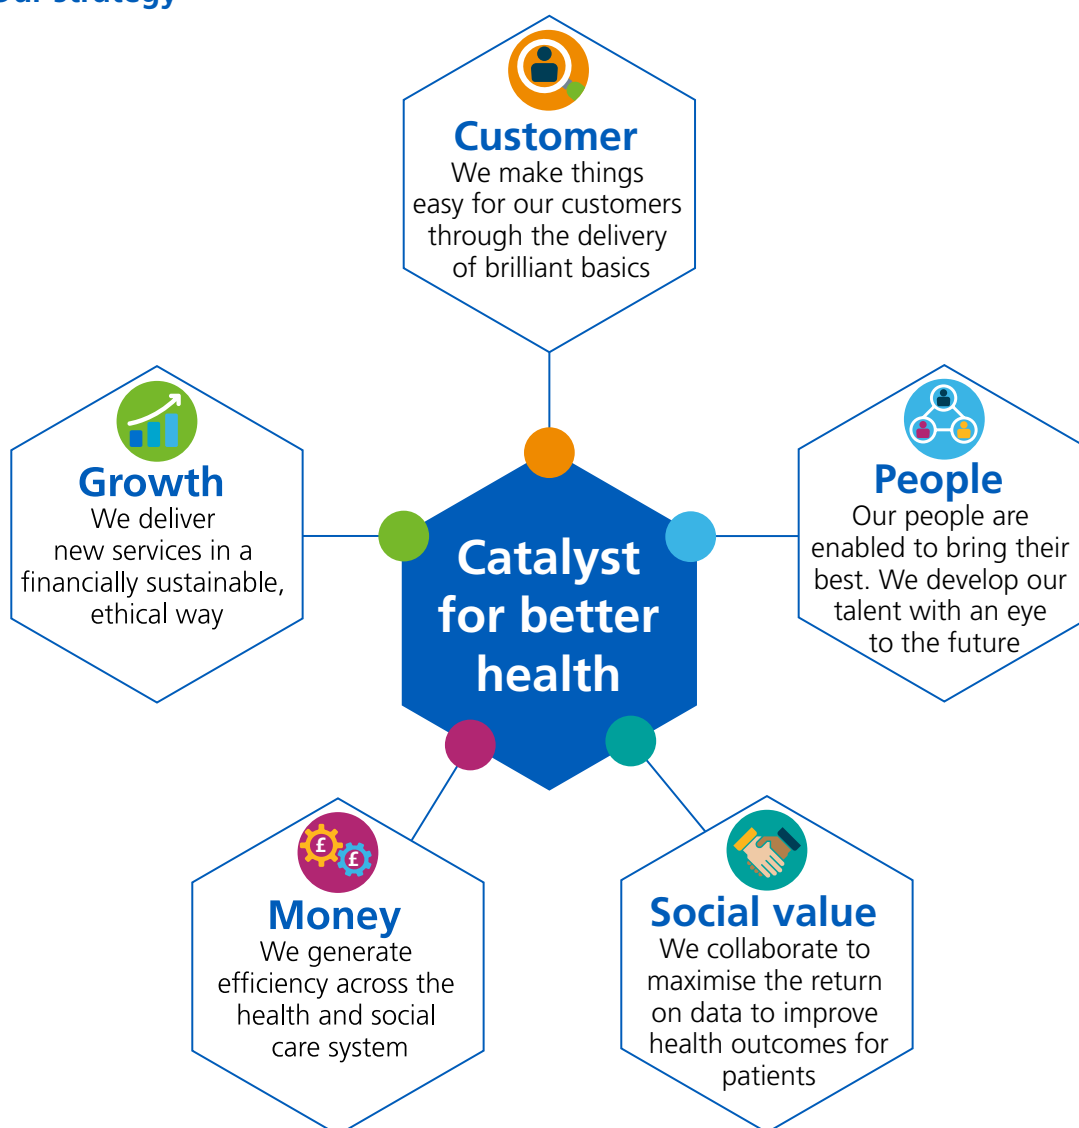 Our strategy
Customer
We make things
easy for our customers
through the delivery
of brilliant basics
Growth
We deliver
new services in a
financially sustainable,
ethical way
People
Our people are
enabled to bring their
best. We develop our
talent with an eye
to the future
Catalyst
for better
health
£
£
Money
We generate
efficiency across the
health and social
care system
Social value
We collaborate to
maximise the return
on data to improve
health outcomes for
patients